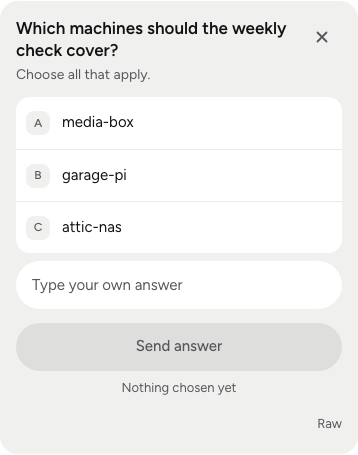 Which machines should the weekly
check cover?
Choose all that apply.
A media-box
B garage-pi
C attic-nas
Type your own answer
Send answer
Nothing chosen yet
Raw